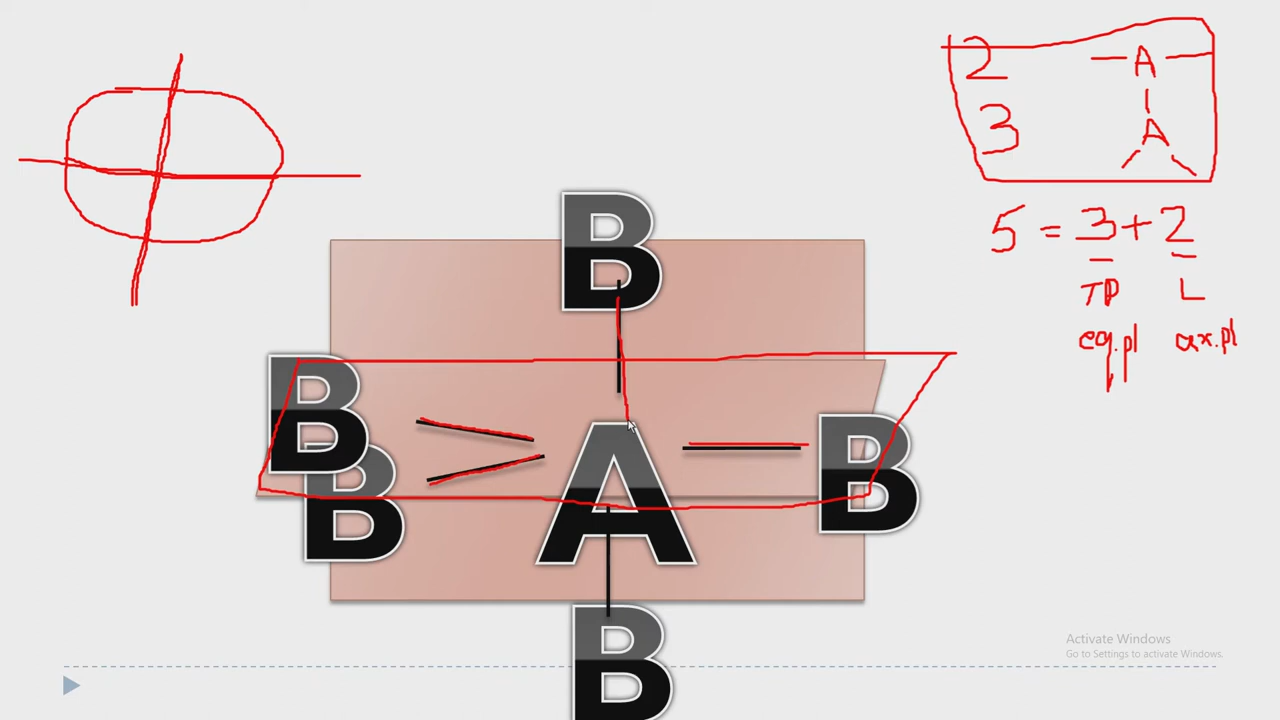 2 –A–
3 A
5 = 3 + 2
TP L
eq.pl ax.pl
B
B
B
A
B
B
Activate Windows
Go to Settings to activate Windows.